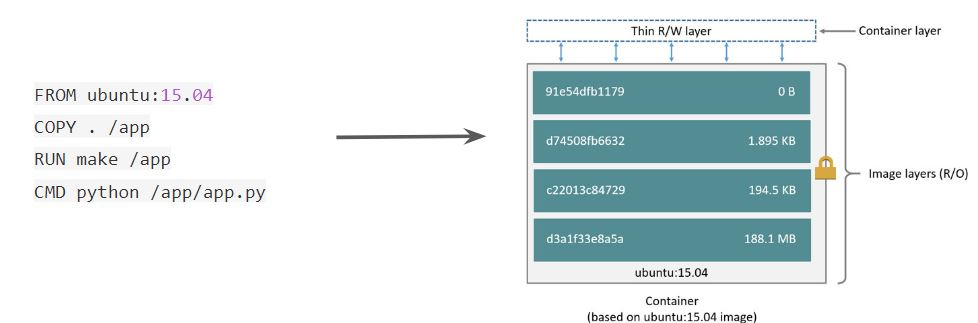 FROM ubuntu:15.04
COPY . /app
RUN make /app
CMD python /app/app.py
Thin R/W layer
Container layer
91e54dfb1179 0 B
d74508fb6632 1.895 KB
c22013c84729 194.5 KB
d3a1f33e8a5a 188.1 MB
ubuntu:15.04
Image layers (R/O)
Container
(based on ubuntu:15.04 image)